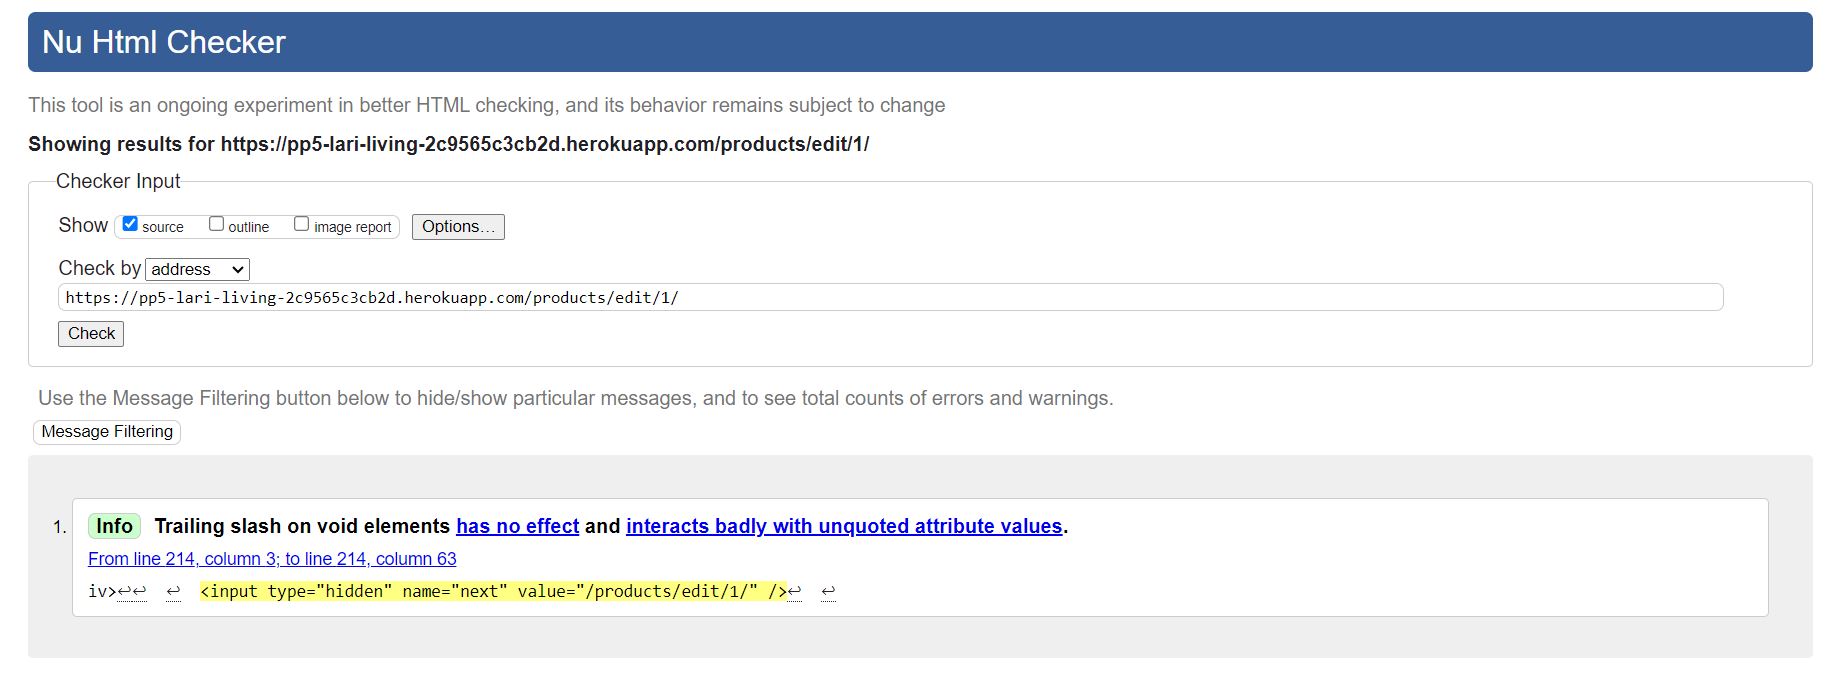 Nu Html Checker
This tool is an ongoing experiment in better HTML checking, and its behavior remains subject to change
Showing results for https://pp5-lari-living-2c9565c3cb2d.herokuapp.com/products/edit/1/
Checker Input
Show source outline image report Options...
Check by address
https://pp5-lari-living-2c9565c3cb2d.herokuapp.com/products/edit/1/
Check
Use the Message Filtering button below to hide/show particular messages, and to see total counts of errors and warnings.
Message Filtering
1. Info Trailing slash on void elements has no effect and interacts badly with unquoted attribute values.
From line 214, column 3; to line 214, column 63
iv>↩↩ ↩ <input type="hidden" name="next" value="/products/edit/1/" />↩ ↩